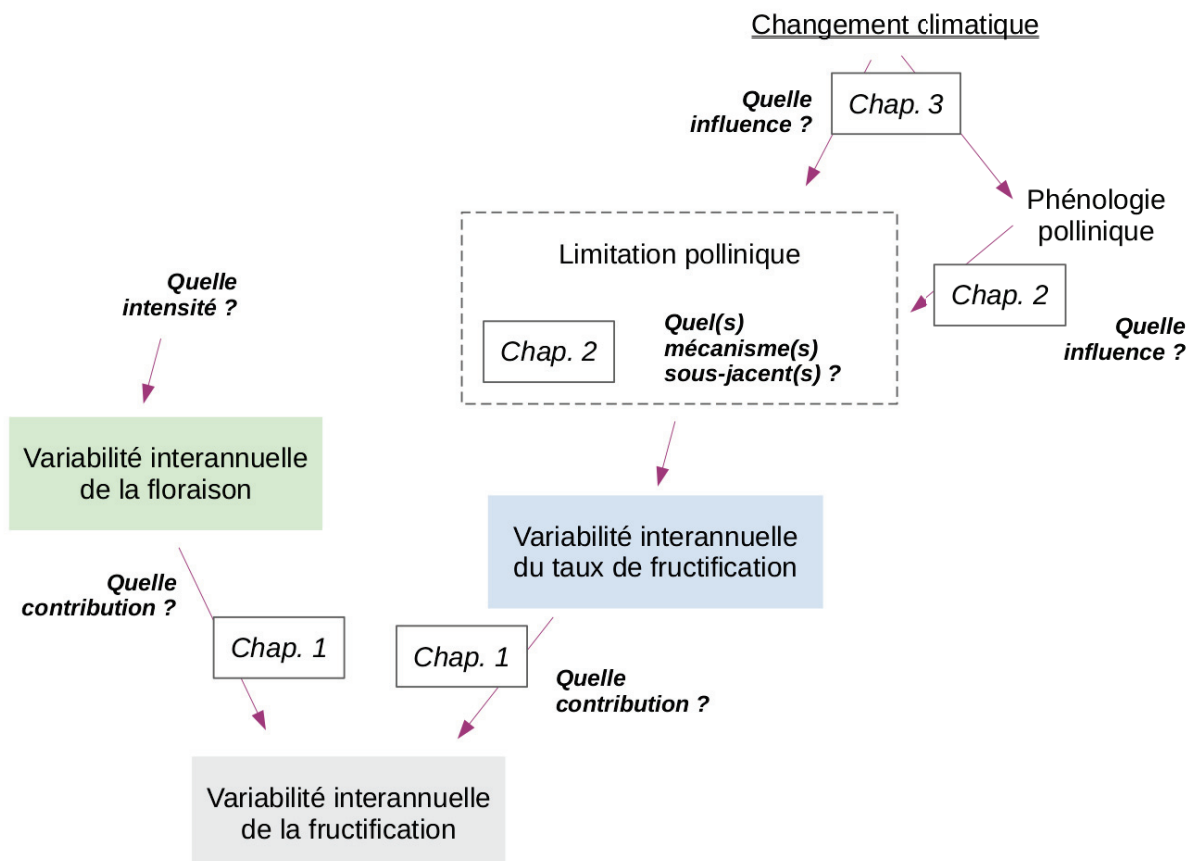 Changement climatique
Quelle
influence ?
Chap. 3
Phénologie
pollinique
Limitation pollinique
Chap. 2
Quelle
influence ?
Quel(s)
mécanisme(s)
sous-jacent(s) ?
Chap. 2
Quelle
intensité ?
Variabilité interannuelle
de la floraison
Variabilité interannuelle
du taux de fructification
Quelle
contribution ?
Chap. 1
Chap. 1
Quelle
contribution ?
Variabilité interannuelle
de la fructification